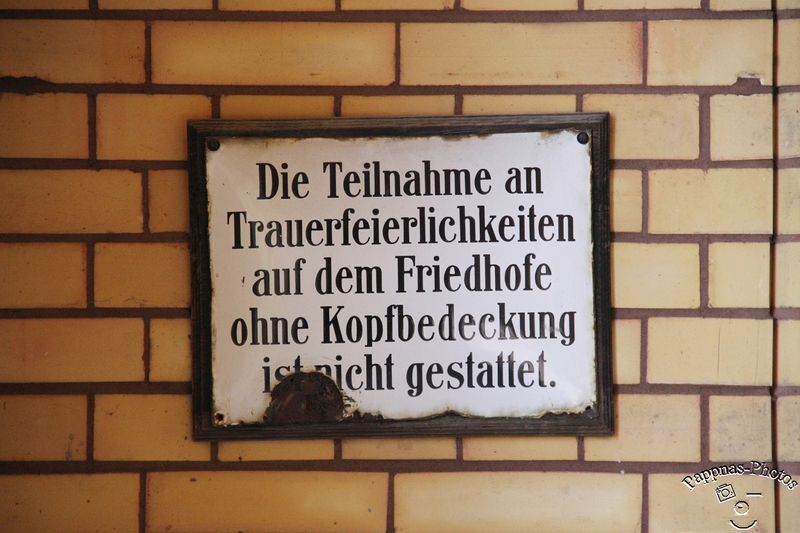 Die Teilnahme an
Trauerfeierlichkeiten
auf dem Friedhofe
ohne Kopfbedeckung
ist nicht gestattet.
Pappnas-Photos